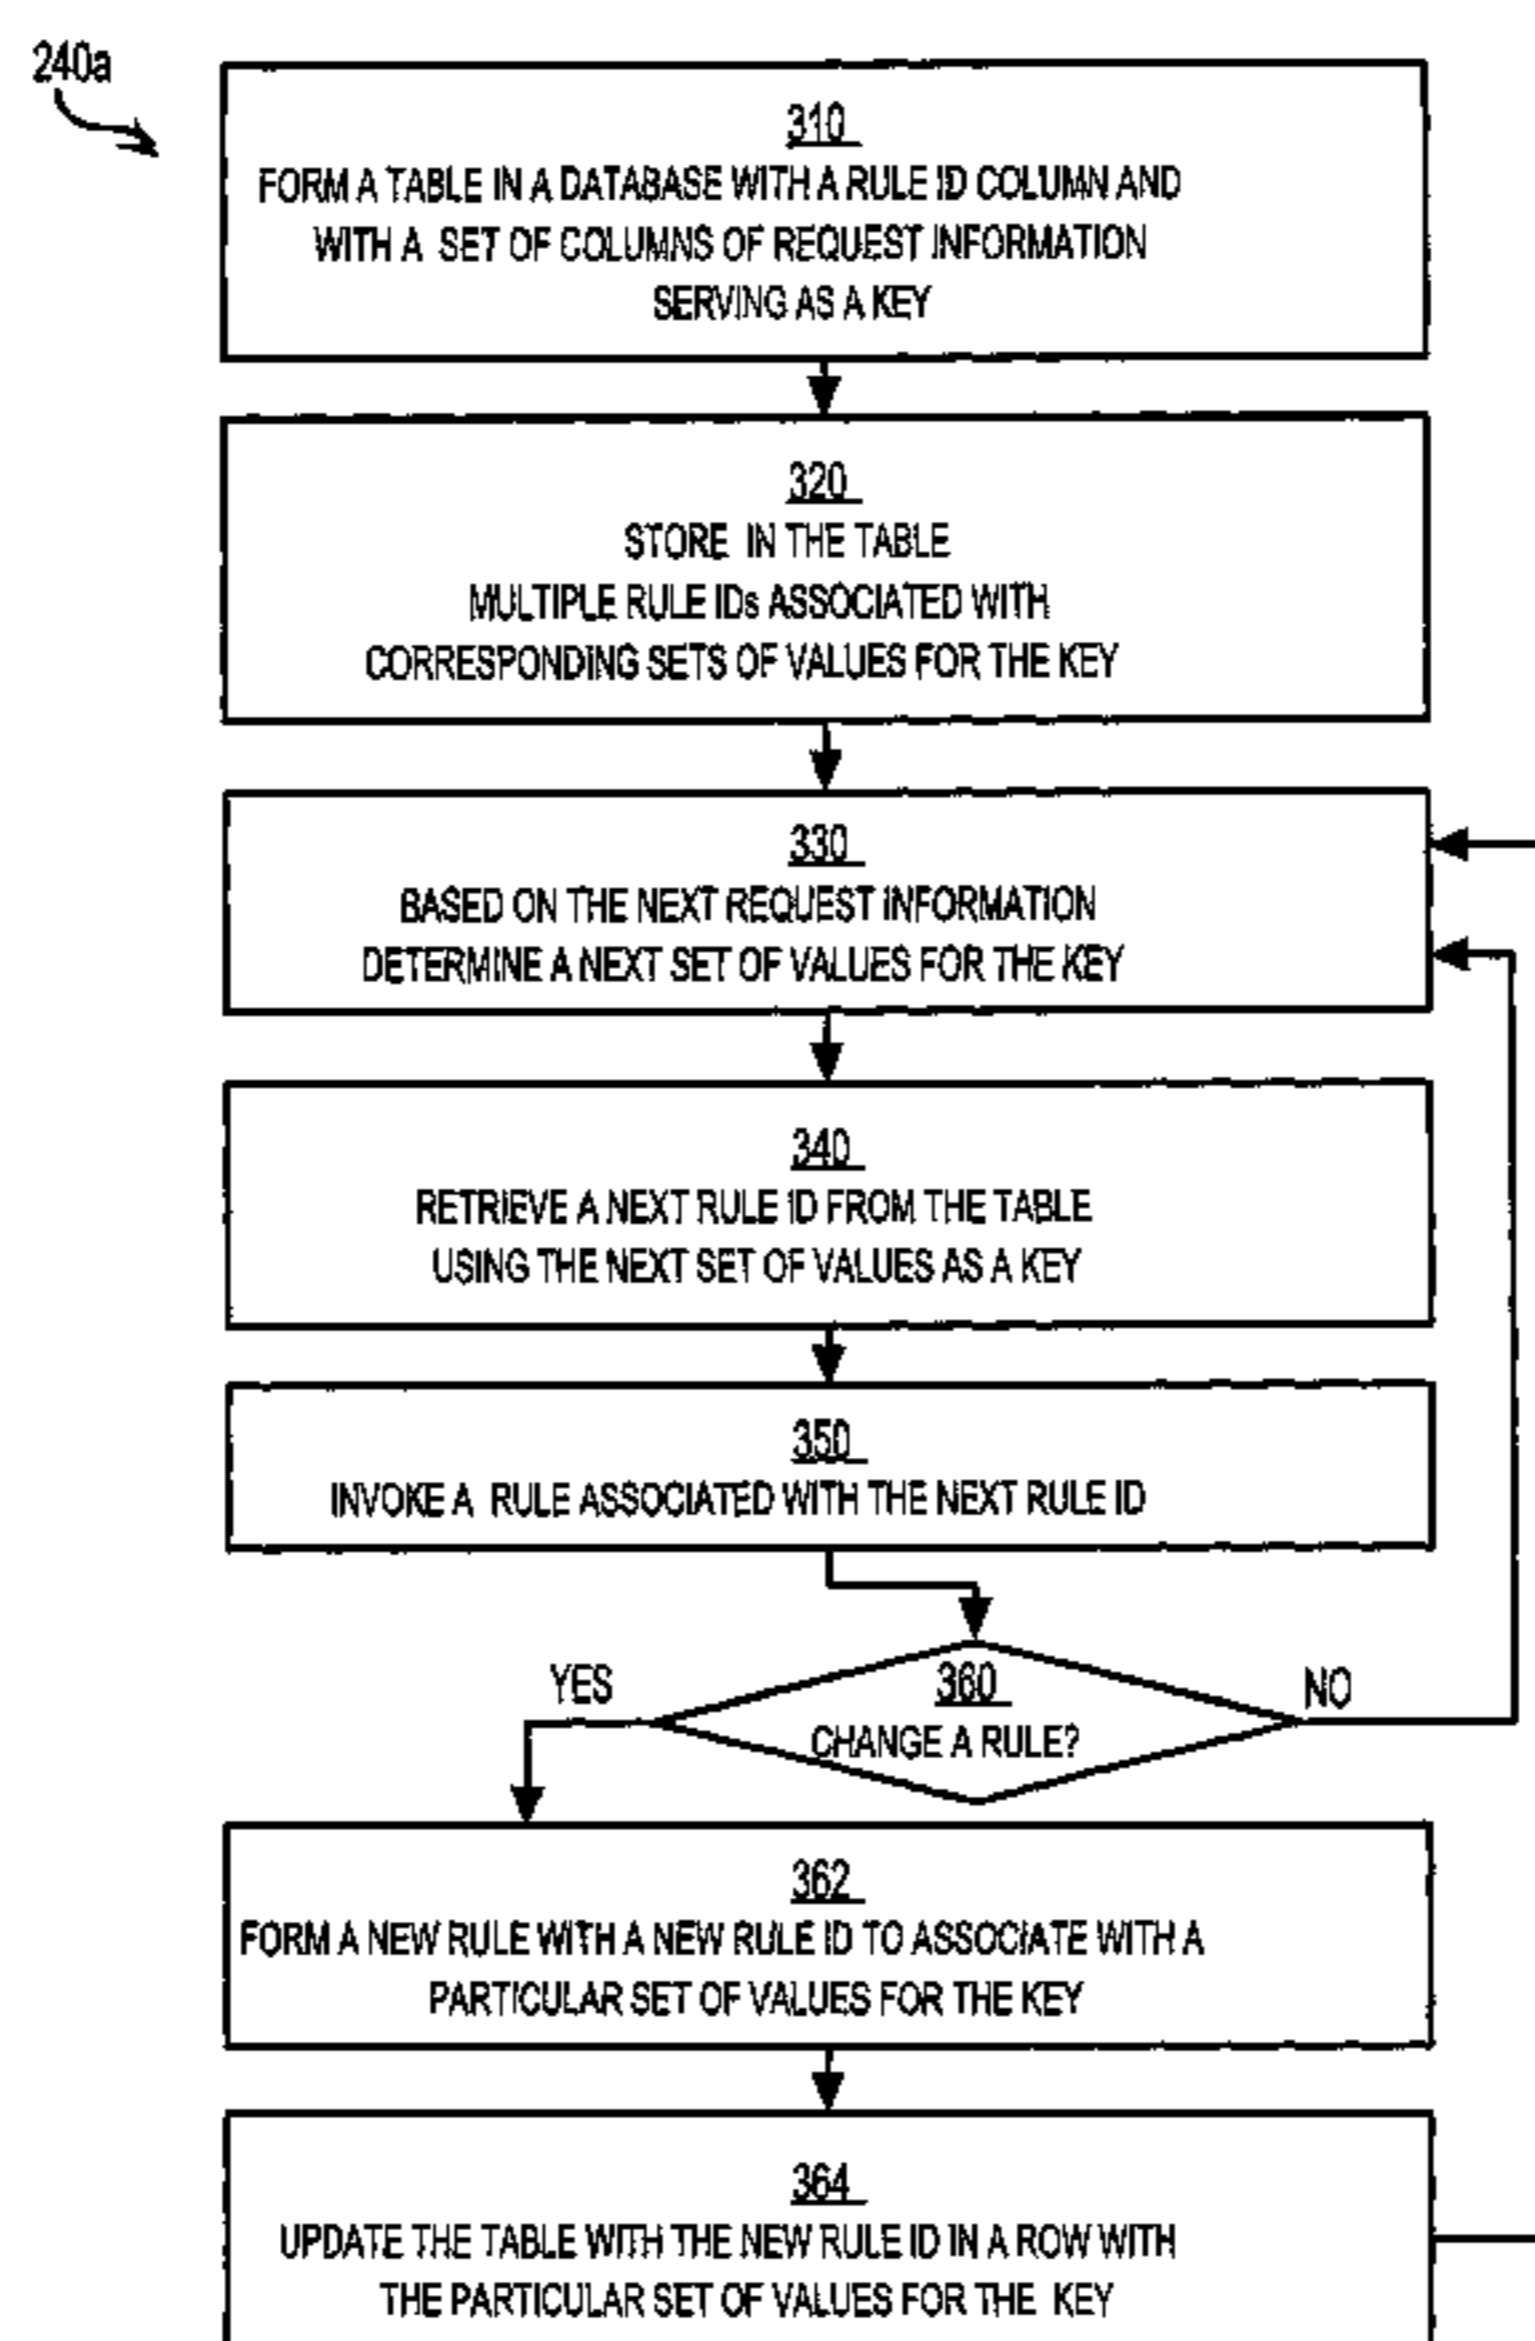 240a
310
FORM A TABLE IN A DATABASE WITH A RULE ID COLUMN AND
WITH A SET OF COLUMNS OF REQUEST INFORMATION
SERVING AS A KEY
320
STORE IN THE TABLE
MULTIPLE RULE IDs ASSOCIATED WITH
CORRESPONDING SETS OF VALUES FOR THE KEY
330
BASED ON THE NEXT REQUEST INFORMATION
DETERMINE A NEXT SET OF VALUES FOR THE KEY
340
RETRIEVE A NEXT RULE ID FROM THE TABLE
USING THE NEXT SET OF VALUES AS A KEY
350
INVOKE A RULE ASSOCIATED WITH THE NEXT RULE ID
YES
360
NO
CHANGE A RULE?
362
FORM A NEW RULE WITH A NEW RULE ID TO ASSOCIATE WITH A
PARTICULAR SET OF VALUES FOR THE KEY
364
UPDATE THE TABLE WITH THE NEW RULE ID IN A ROW WITH
THE PARTICULAR SET OF VALUES FOR THE KEY